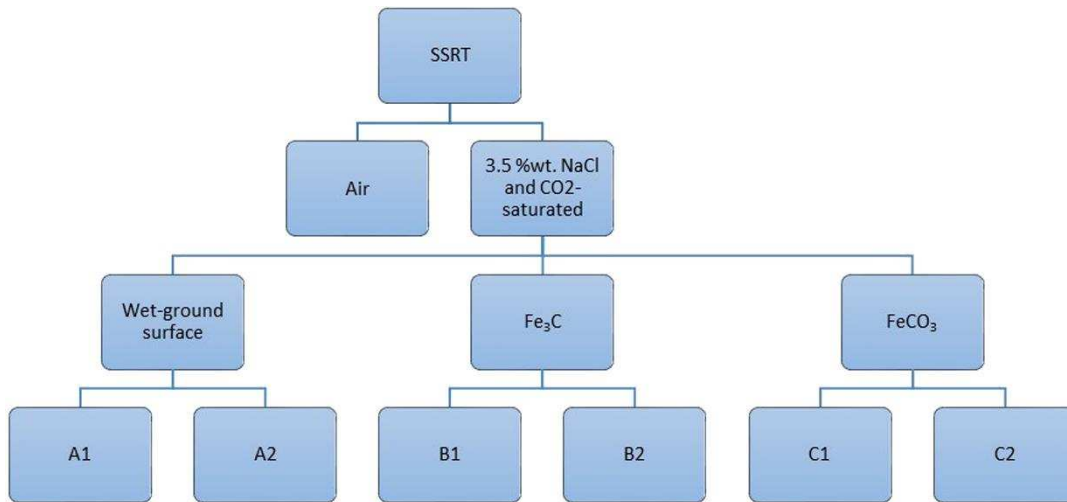 SSRT
Air
3.5 %wt. NaCl
and CO2-
saturated
Wet-ground
surface
Fe₃C
FeCO₃
A1
A2
B1
B2
C1
C2